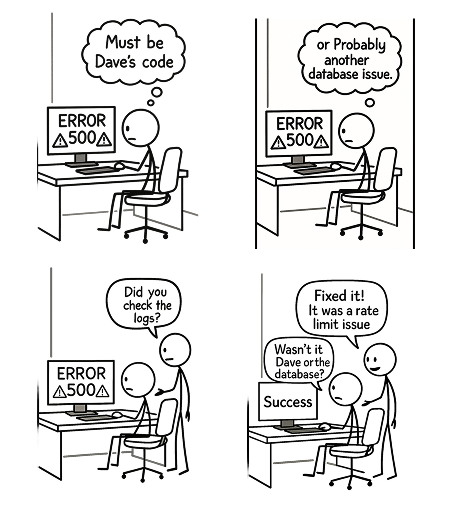 Must be
Dave's code
ERROR
⚠500⚠
or Probably
another
database issue.
ERROR
⚠500⚠
Did you
check the
logs?
ERROR
⚠500⚠
Fixed it!
It was a rate
limit issue
Wasn't it
Dave or the
database?
Success